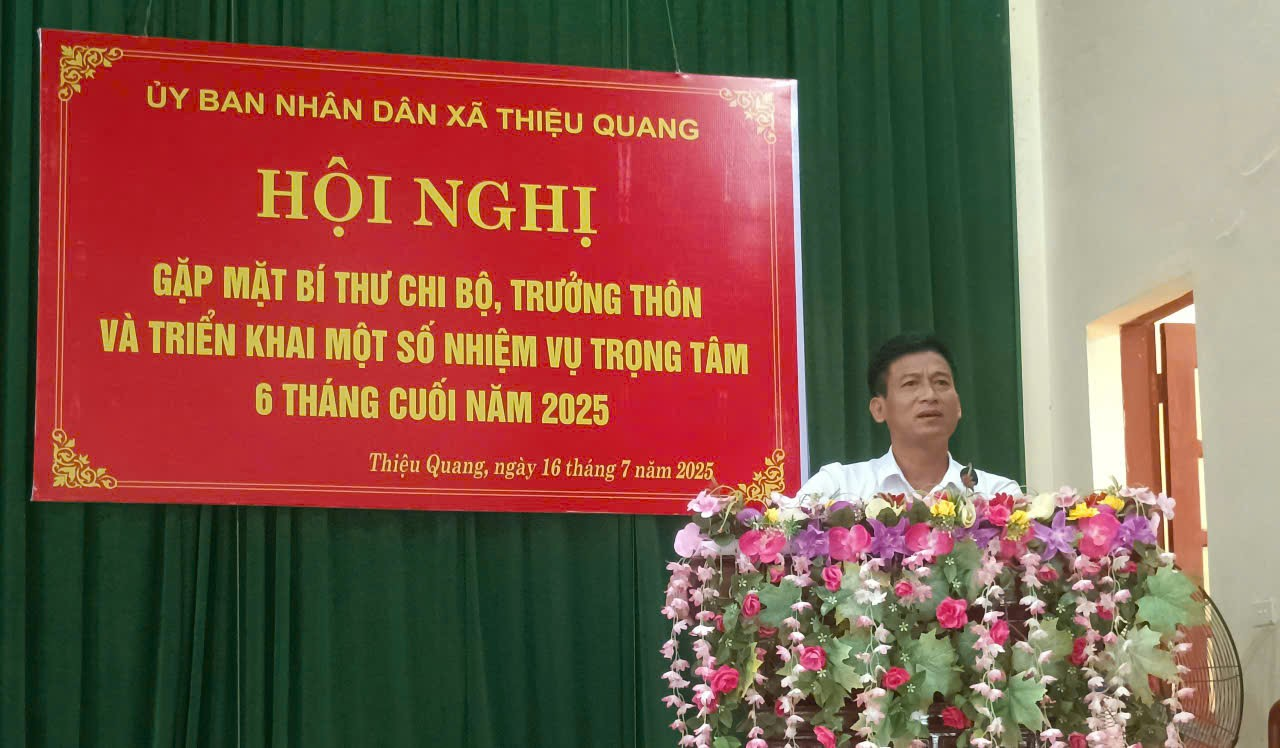 ỦY BAN NHÂN DÂN XÃ THIỆU QUANG
HỘI NGHỊ
GẶP MẶT BÍ THƯ CHI BỘ, TRƯỞNG THÔN
VÀ TRIỂN KHAI MỘT SỐ NHIỆM VỤ TRỌNG TÂM
6 THÁNG CUỐI NĂM 2025
Thiệu Quang, ngày 16 tháng 7 năm 2025